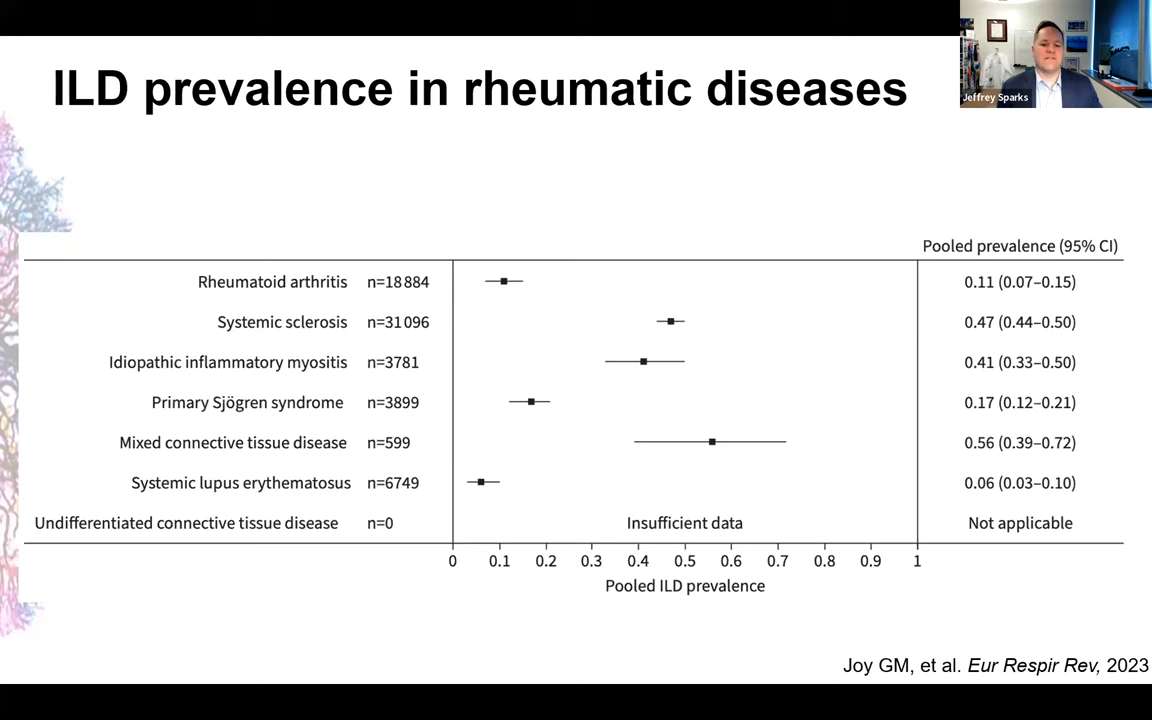 ILD prevalence in rheumatic diseases
Jeffrey Sparks
Pooled prevalence (95% CI)
Rheumatoid arthritis n=18 884 0.11 (0.07–0.15)
Systemic sclerosis n=31 096 0.47 (0.44–0.50)
Idiopathic inflammatory myositis n=3781 0.41 (0.33–0.50)
Primary Sjögren syndrome n=3899 0.17 (0.12–0.21)
Mixed connective tissue disease n=599 0.56 (0.39–0.72)
Systemic lupus erythematosus n=6749 0.06 (0.03–0.10)
Undifferentiated connective tissue disease n=0 Insufficient data Not applicable
0 0.1 0.2 0.3 0.4 0.5 0.6 0.7 0.8 0.9 1
Pooled ILD prevalence
Joy GM, et al. Eur Respir Rev, 2023